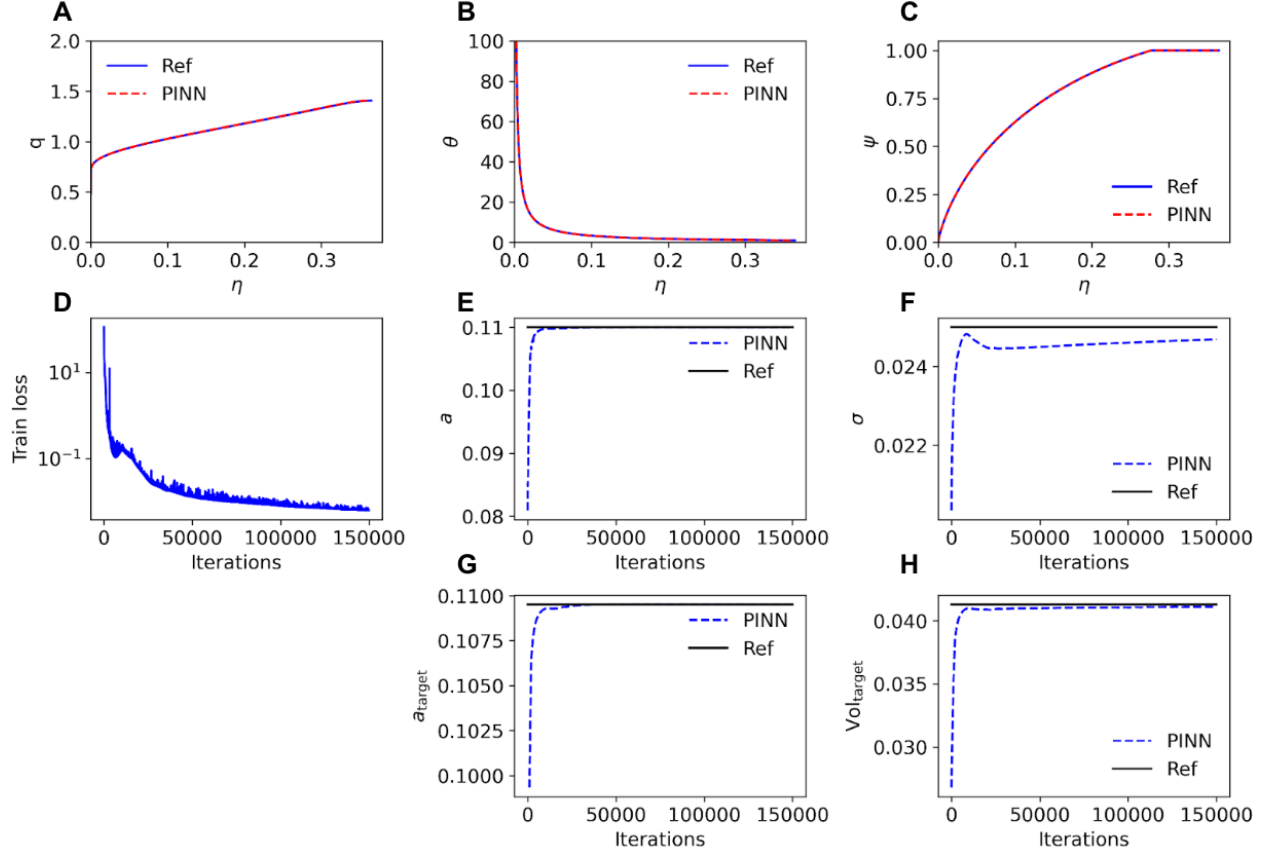 A
q
2.0
1.5
1.0
0.5
0.0
Ref
PINN
0.0 0.1 0.2 0.3
η
B
θ
100
80
60
40
20
0
Ref
PINN
0.0 0.1 0.2 0.3
η
C
ψ
1.00
0.75
0.50
0.25
0.00
Ref
PINN
0.0 0.1 0.2 0.3
η
D
Train loss
10¹
10⁻¹
0 50000 100000 150000
Iterations
E
a
0.11
0.10
0.09
0.08
PINN
Ref
0 50000 100000 150000
Iterations
F
σ
0.024
0.022
PINN
Ref
0 50000 100000 150000
Iterations
G
a_target
0.1100
0.1075
0.1050
0.1025
0.1000
PINN
Ref
0 50000 100000 150000
Iterations
H
Vol_target
0.040
0.035
0.030
PINN
Ref
0 50000 100000 150000
Iterations